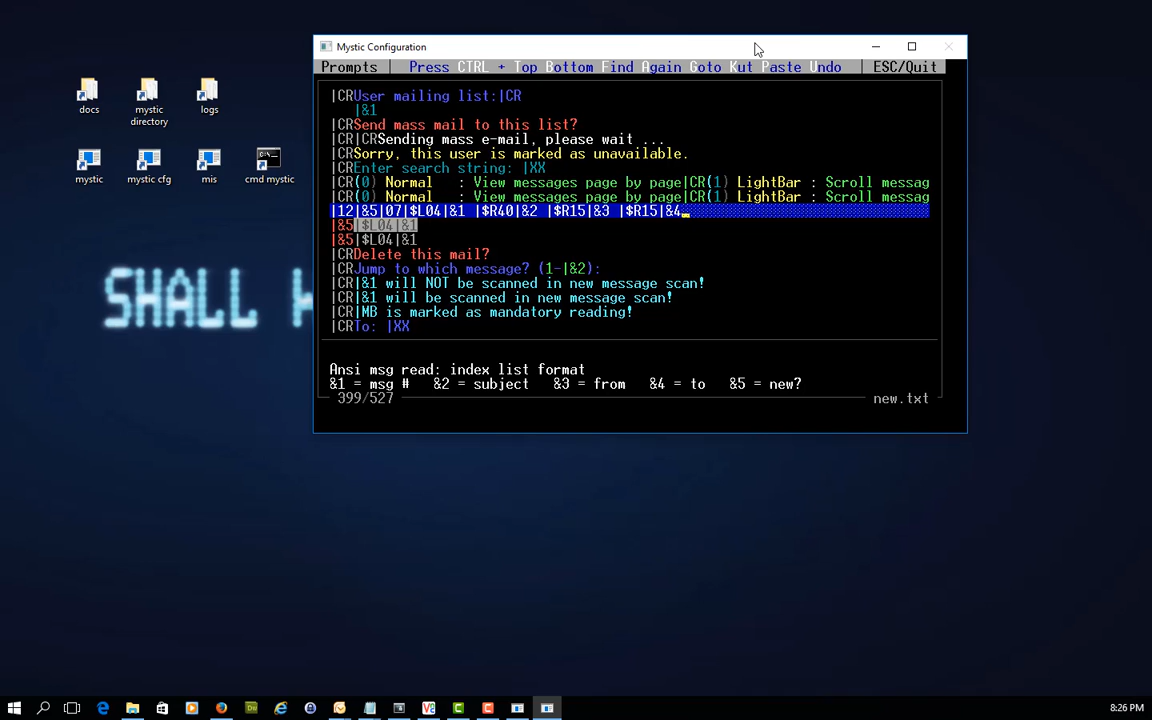 Mystic Configuration
Prompts Press CTRL + Top Bottom Find Again Goto Kut Paste Undo ESC/Quit
|CRUser mailing list:|CR
|&1
|CRSend mass mail to this list?
|CR|CRSending mass e-mail, please wait ...
|CRSorry, this user is marked as unavailable.
|CREnter search string: |XX
|CR(0) Normal : View messages page by page|CR(1) LightBar : Scroll messag
|CR(0) Normal : View messages page by page|CR(1) LightBar : Scroll messag
|12|&5|07|$L04|&1 |$R40|&2 |$R15|&3 |$R15|&4
|&5|$L04|&1
|&5|$L04|&1
|CRDelete this mail?
|CRJump to which message? (1-|&2):
|CR|&1 will NOT be scanned in new message scan!
|CR|&1 will be scanned in new message scan!
|CR|MB is marked as mandatory reading!
|CRTo: |XX
Ansi msg read: index list format
&1 = msg # &2 = subject &3 = from &4 = to &5 = new?
399/527 new.txt
docs
mystic directory
logs
mystic
mystic cfg
mis
cmd mystic
SHALL
8:26 PM